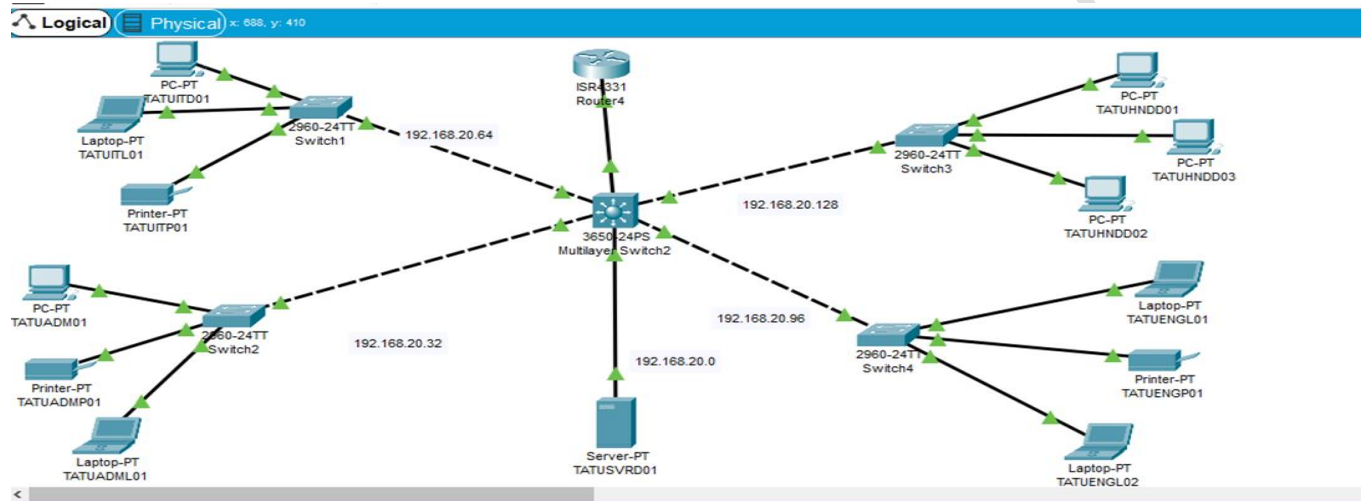 Logical
Physical
x: 688, y: 410
PC-PT
TATUITD01
Laptop-PT
TATUITL01
Printer-PT
TATUITP01
2960-24TT
Switch1
192.168.20.64
ISR4331
Router4
2960-24TT
Switch3
PC-PT
TATUHNDD01
PC-PT
TATUHNDD03
PC-PT
TATUHNDD02
192.168.20.128
3650-24PS
Multilayer Switch2
PC-PT
TATUADM01
Printer-PT
TATUADMP01
Laptop-PT
TATUADML01
2960-24TT
Switch2
192.168.20.32
192.168.20.96
192.168.20.0
Server-PT
TATUSVRD01
2960-24TT
Switch4
Laptop-PT
TATUENGL01
Printer-PT
TATUENGP01
Laptop-PT
TATUENGL02